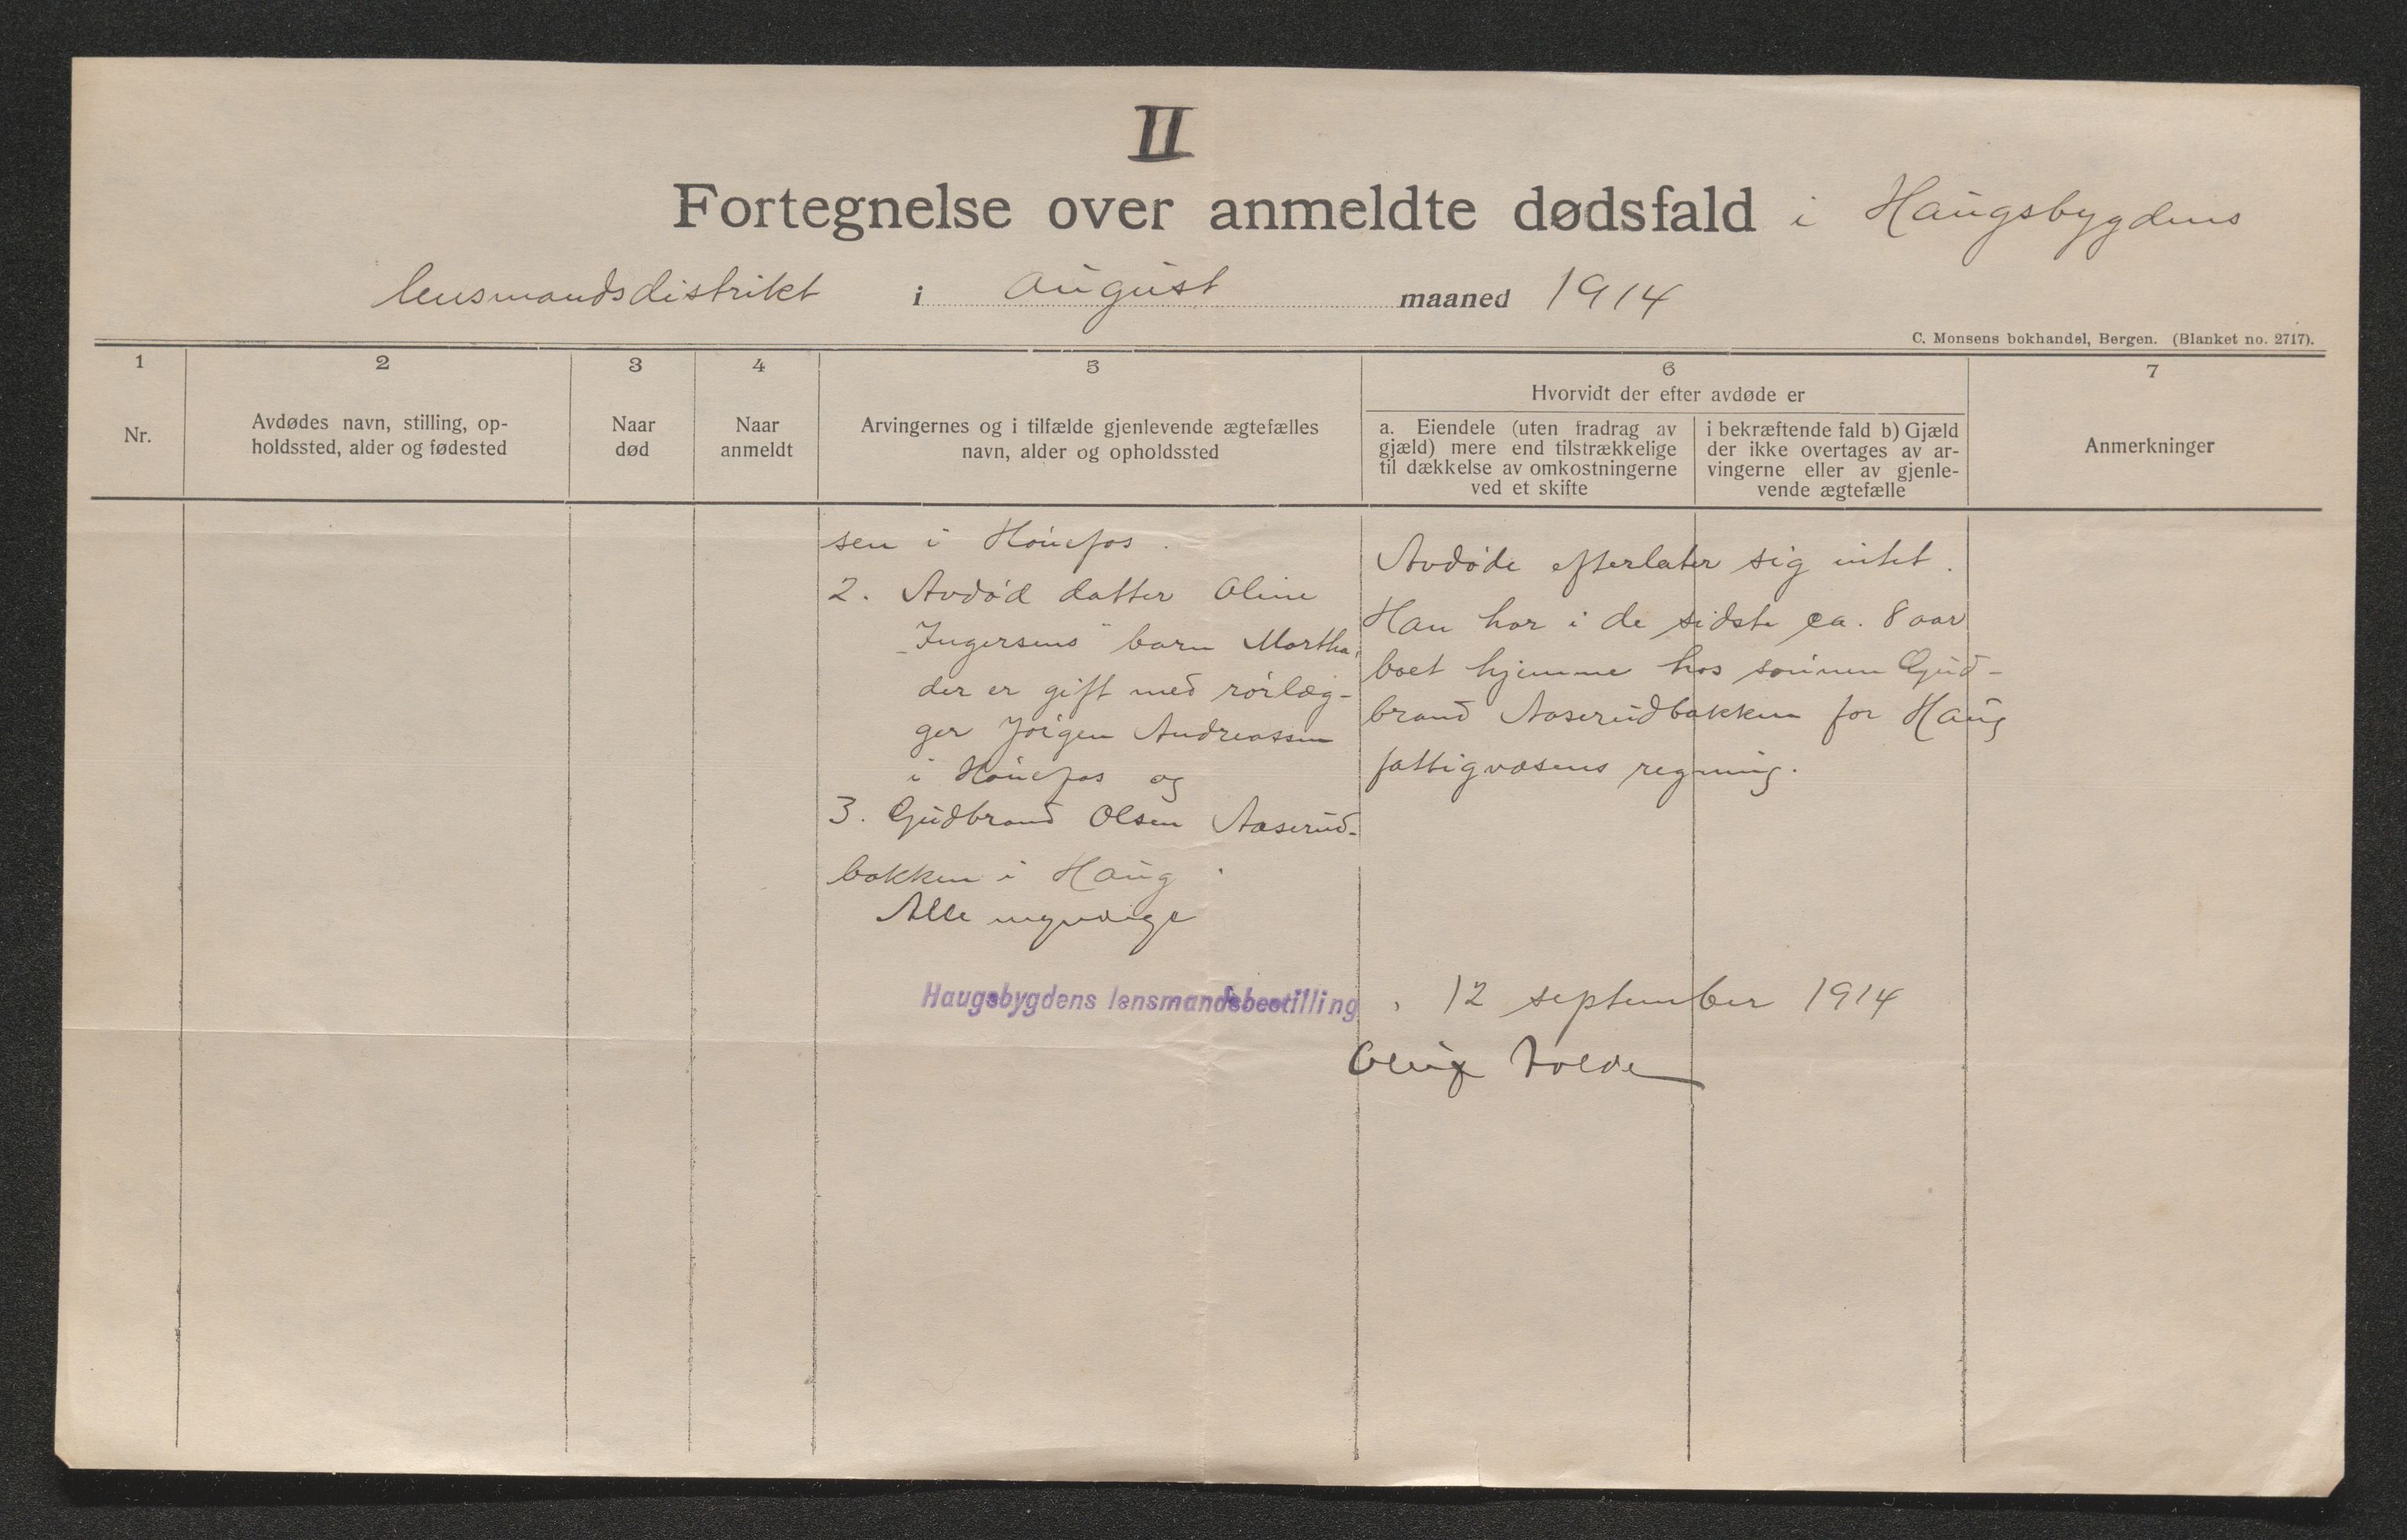 II
Fortegnelse over anmeldte dødsfald i Haugsbygdens
lensmandsdistrikt i august maaned 1914
C. Monsens bokhandel, Bergen. (Blanket no. 2717).
1
Nr.
2
Avdødes navn, stilling, op-
holdssted, alder og fødested
3
Naar
død
4
Naar
anmeldt
5
Arvingernes og i tilfælde gjenlevende ægtefælles
navn, alder og opholdssted
6
Hvorvidt der efter avdøde er
a. Eiendele (uten fradrag av
gjæld) mere end tilstrækkelige
til dækkelse av omkostningerne
ved et skifte
i bekræftende fald b) Gjæld
der ikke overtages av ar-
vingerne eller av gjenle-
vende ægtefælle
7
Anmerkninger
sen i Hønefos.
2. Avdød datter Oline
Ingersens barn Martha,
der er gift med rørlæg-
ger Jørgen Andreassen
i Hønefos og
3. Gudbrand Olsen Aaserud-
bakken i Haug.
Alle myndige
Avdøde efterlater sig intet.
Han har i de sidste ca. 8 aar
boet hjemme hos sønnen Gud-
brand Aaserudbakken for Haug
fattigvæsens regning.
Haugsbygdens lensmandsbestilling, 12 september 1914